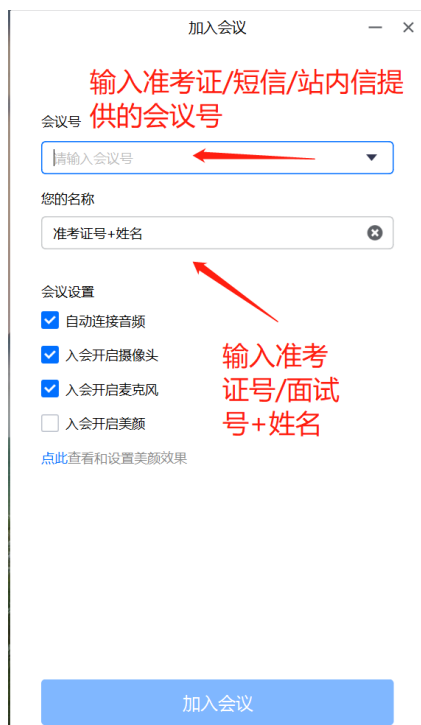 加入会议
输入准考证/短信/站内信提
供的会议号
会议号
请输入会议号
您的名称
准考证号+姓名
会议设置
自动连接音频
入会开启摄像头
入会开启麦克风
入会开启美颜
点此查看和设置美颜效果
输入准考
证号/面试
号+姓名
加入会议